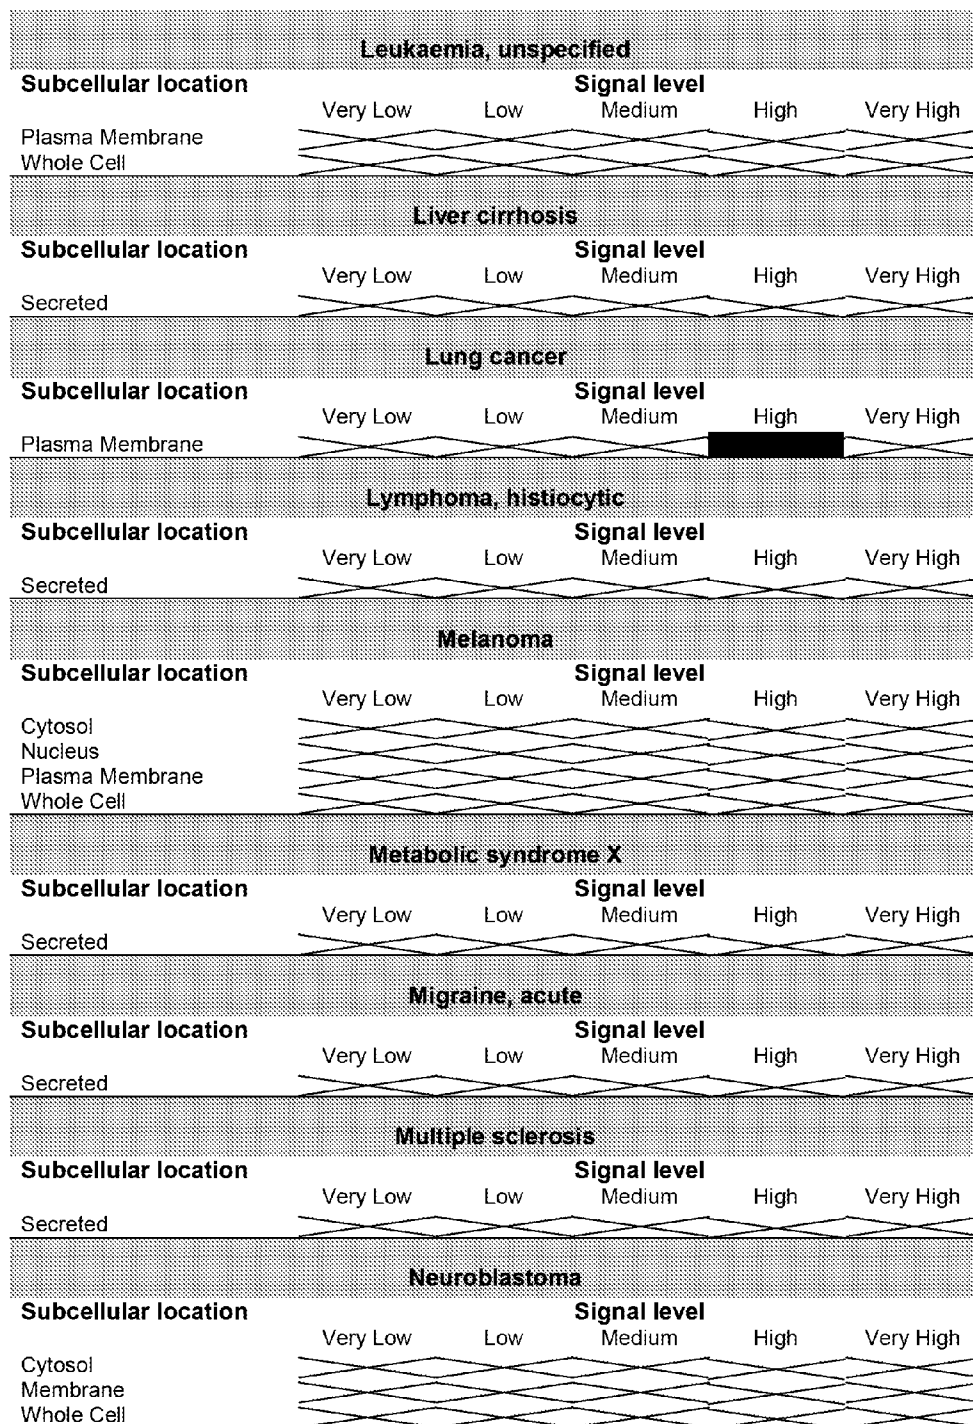 Leukaemia, unspecified
Subcellular location Signal level
Very Low Low Medium High Very High
Plasma Membrane
Whole Cell
Liver cirrhosis
Subcellular location Signal level
Very Low Low Medium High Very High
Secreted
Lung cancer
Subcellular location Signal level
Very Low Low Medium High Very High
Plasma Membrane
Lymphoma, histiocytic
Subcellular location Signal level
Very Low Low Medium High Very High
Secreted
Melanoma
Subcellular location Signal level
Very Low Low Medium High Very High
Cytosol
Nucleus
Plasma Membrane
Whole Cell
Metabolic syndrome X
Subcellular location Signal level
Very Low Low Medium High Very High
Secreted
Migraine, acute
Subcellular location Signal level
Very Low Low Medium High Very High
Secreted
Multiple sclerosis
Subcellular location Signal level
Very Low Low Medium High Very High
Secreted
Neuroblastoma
Subcellular location Signal level
Very Low Low Medium High Very High
Cytosol
Membrane
Whole Cell